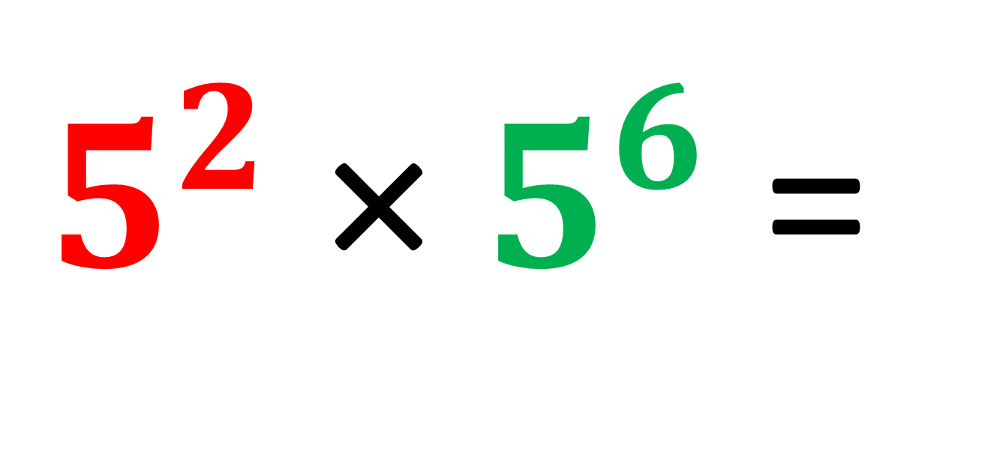 5² × 5⁶ =